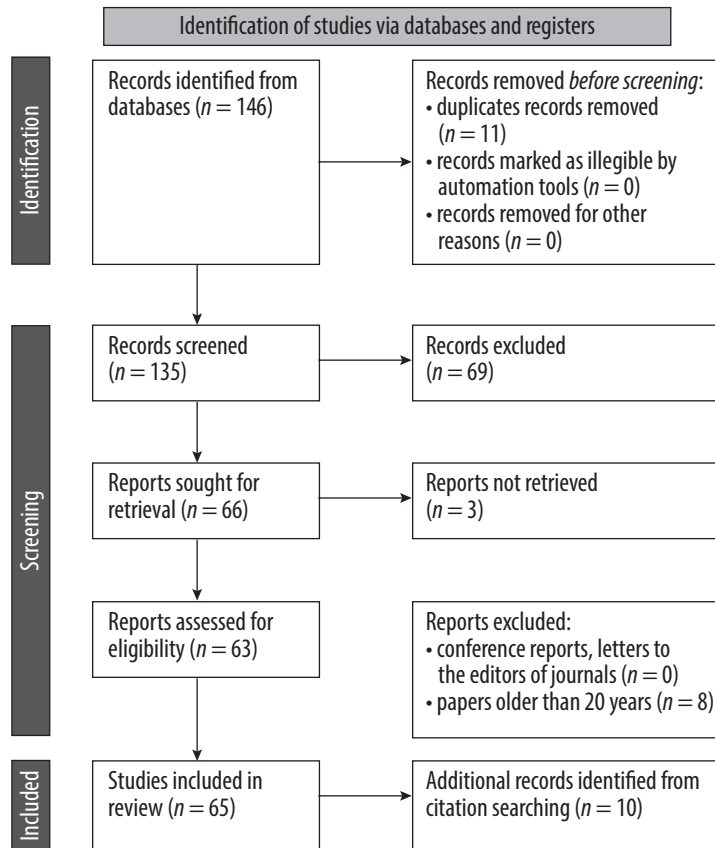 Identification of studies via databases and registers
Identification
Records identified from
databases (n = 146)
Records removed before screening:
• duplicates records removed
(n = 11)
• records marked as illegible by
automation tools (n = 0)
• records removed for other
reasons (n = 0)
Screening
Records screened
(n = 135)
Records excluded
(n = 69)
Reports sought for
retrieval (n = 66)
Reports not retrieved
(n = 3)
Reports assessed for
eligibility (n = 63)
Reports excluded:
• conference reports, letters to
the editors of journals (n = 0)
• papers older than 20 years (n = 8)
Included
Studies included in
review (n = 65)
Additional records identified from
citation searching (n = 10)